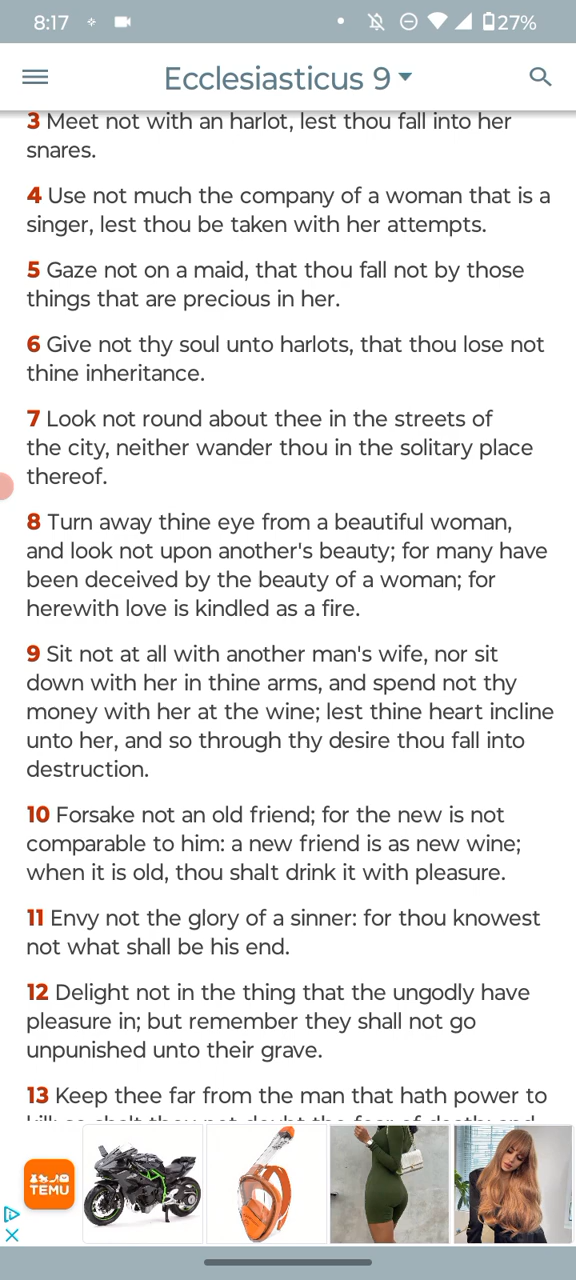 8:17
27%
Ecclesiasticus 9
3 Meet not with an harlot, lest thou fall into her
snares.
4 Use not much the company of a woman that is a
singer, lest thou be taken with her attempts.
5 Gaze not on a maid, that thou fall not by those
things that are precious in her.
6 Give not thy soul unto harlots, that thou lose not
thine inheritance.
7 Look not round about thee in the streets of
the city, neither wander thou in the solitary place
thereof.
8 Turn away thine eye from a beautiful woman,
and look not upon another's beauty; for many have
been deceived by the beauty of a woman; for
herewith love is kindled as a fire.
9 Sit not at all with another man's wife, nor sit
down with her in thine arms, and spend not thy
money with her at the wine; lest thine heart incline
unto her, and so through thy desire thou fall into
destruction.
10 Forsake not an old friend; for the new is not
comparable to him: a new friend is as new wine;
when it is old, thou shalt drink it with pleasure.
11 Envy not the glory of a sinner: for thou knowest
not what shall be his end.
12 Delight not in the thing that the ungodly have
pleasure in; but remember they shall not go
unpunished unto their grave.
13 Keep thee far from the man that hath power to
TEMU